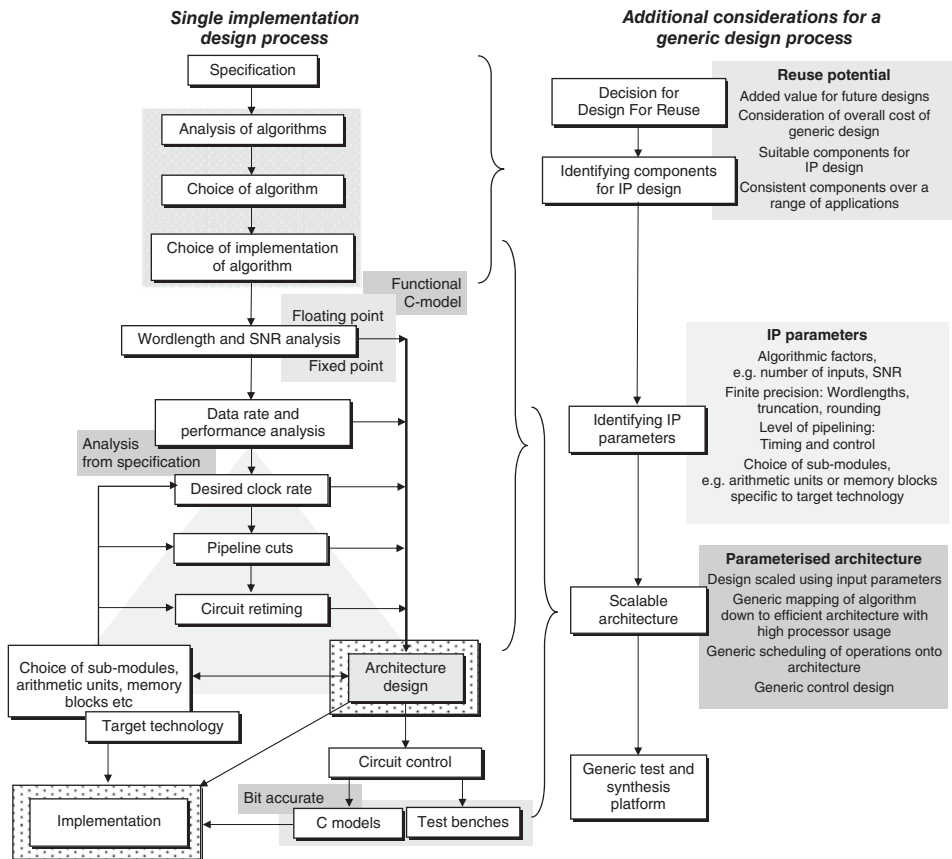 Single implementation
design process
Specification
Analysis of algorithms
Choice of algorithm
Choice of implementation
of algorithm
Functional
C-model
Floating point
Wordlength and SNR analysis
Fixed point
Data rate and
performance analysis
Analysis
from specification
Desired clock rate
Pipeline cuts
Circuit retiming
Choice of sub-modules,
arithmetic units, memory
blocks etc
Target technology
Architecture
design
Circuit control
Bit accurate
C models
Test benches
Implementation
Additional considerations for a
generic design process
Decision for
Design For Reuse
Identifying components
for IP design
Reuse potential
Added value for future designs
Consideration of overall cost of
generic design
Suitable components for
IP design
Consistent components over a
range of applications
Identifying IP
parameters
IP parameters
Algorithmic factors,
e.g. number of inputs, SNR
Finite precision: Wordlengths,
truncation, rounding
Level of pipelining:
Timing and control
Choice of sub-modules,
e.g. arithmetic units or memory blocks
specific to target technology
Scalable
architecture
Parameterised architecture
Design scaled using input parameters
Generic mapping of algorithm
down to efficient architecture with
high processor usage
Generic scheduling of operations onto
architecture
Generic control design
Generic test and
synthesis
platform